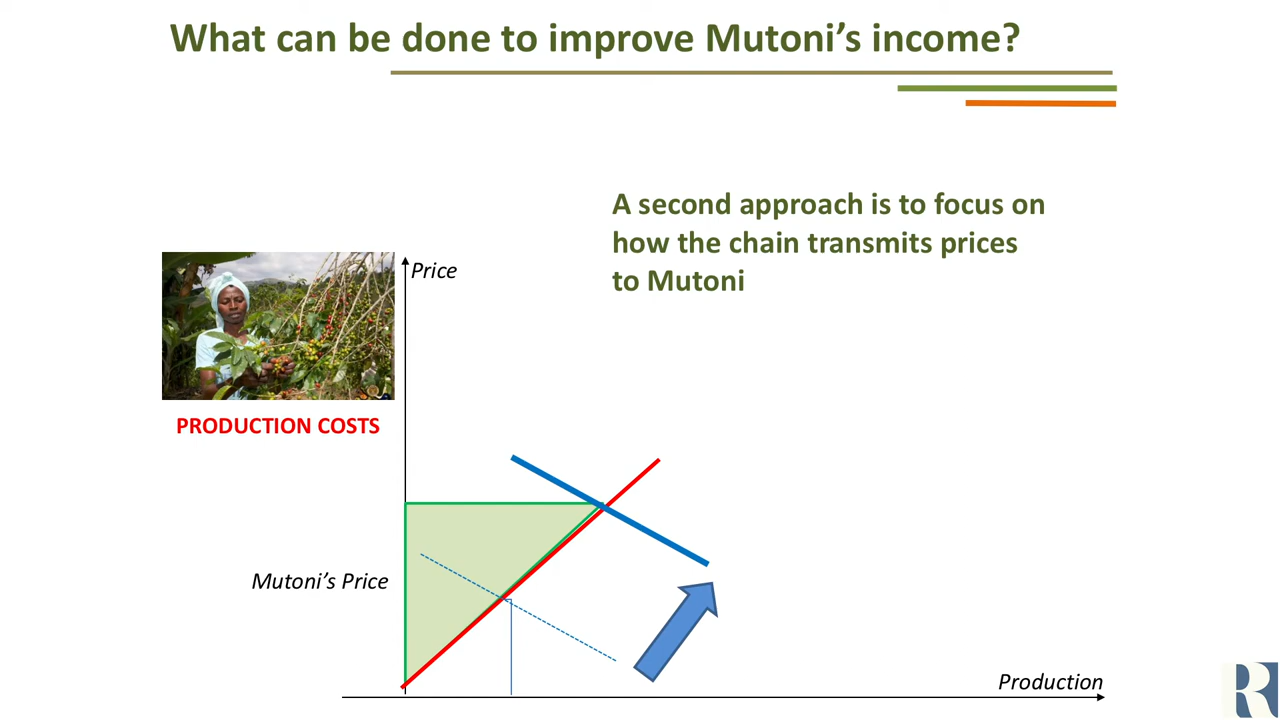 What can be done to improve Mutoni’s income?
A second approach is to focus on
how the chain transmits prices
to Mutoni
Price
PRODUCTION COSTS
Mutoni’s Price
Production
R